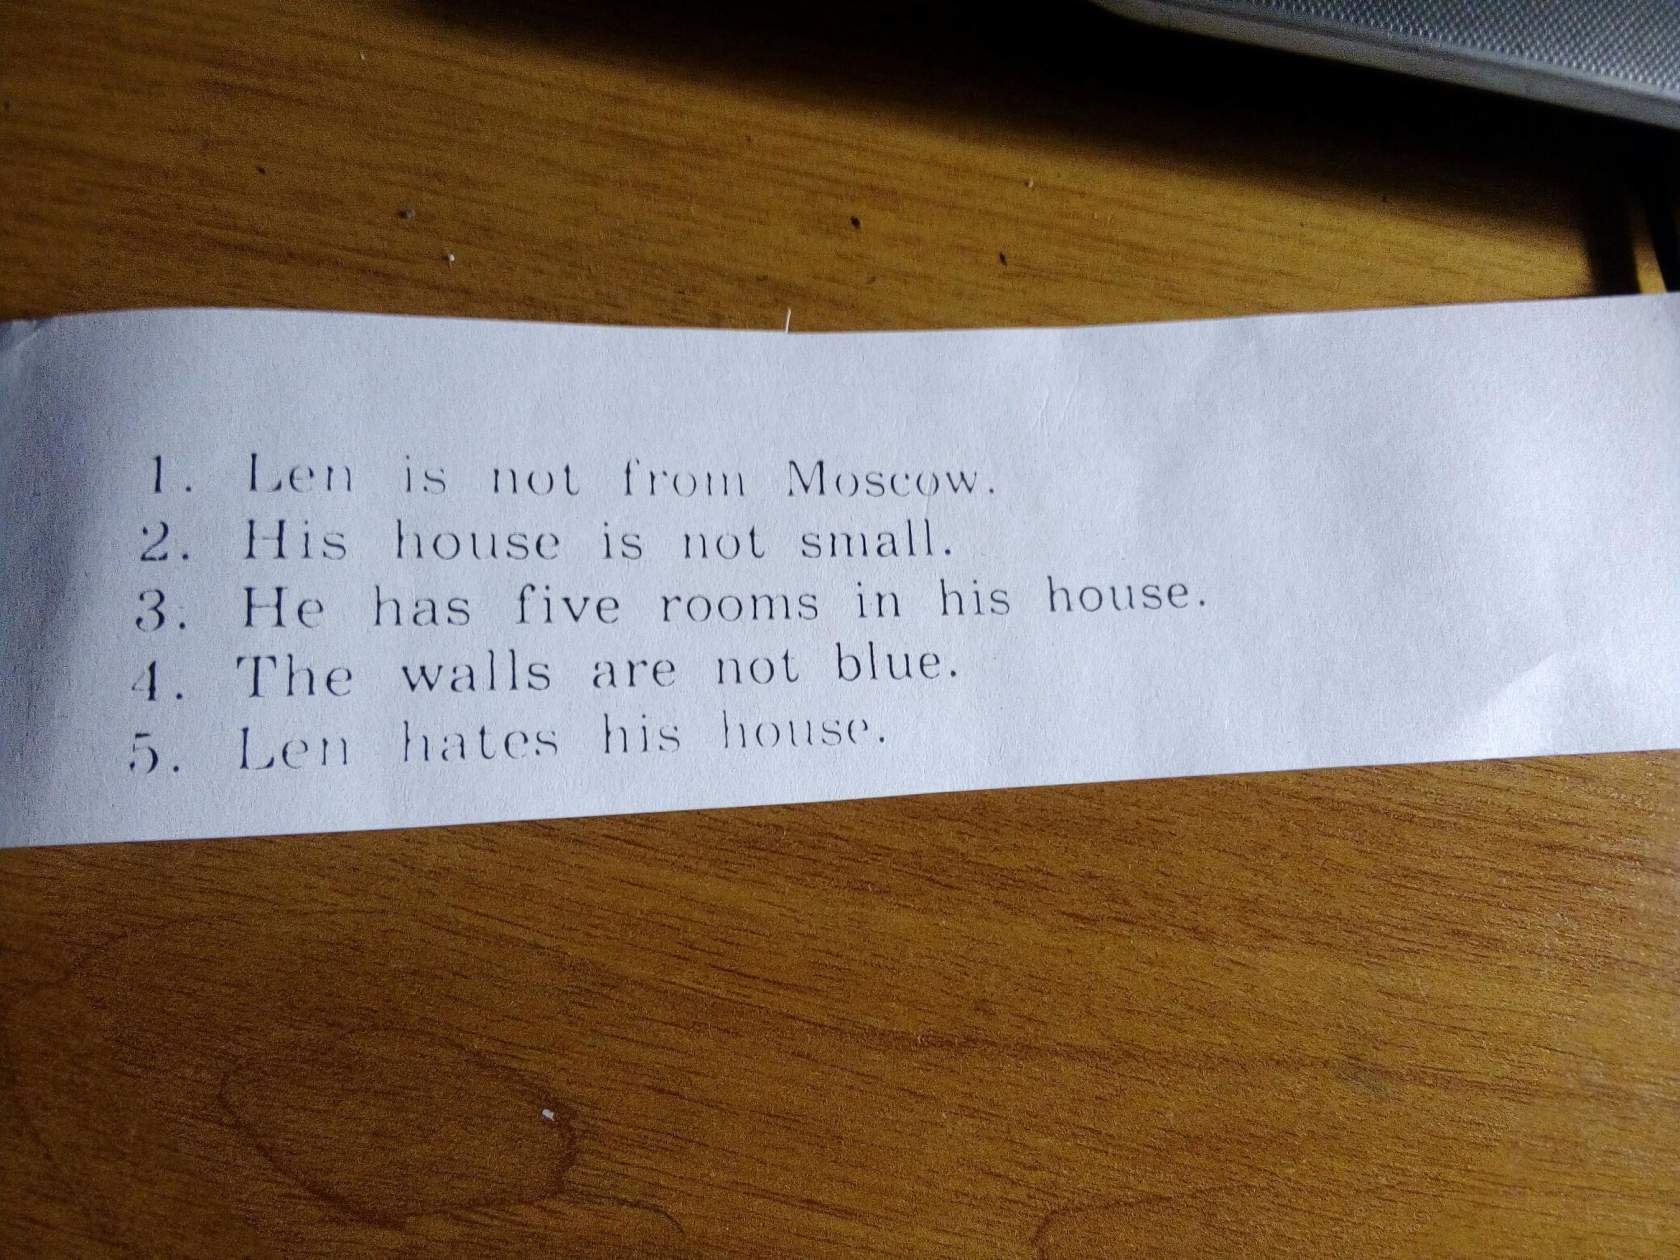 1. Len is not from Moscow.
2. His house is not small.
3. He has five rooms in his house.
4. The walls are not blue.
5. Len hates his house.